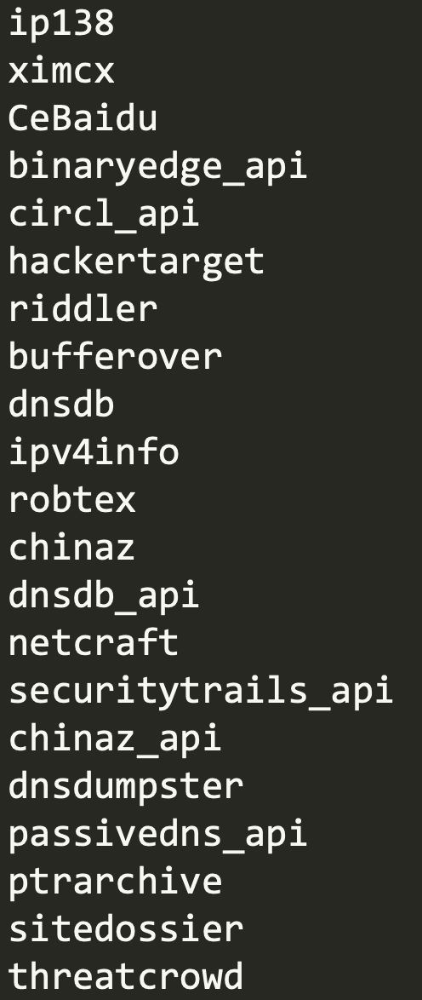 ip138
ximcx
CeBaidu
binaryedge_api
circl_api
hackertarget
riddler
bufferover
dnsdb
ipv4info
robtex
chinaz
dnsdb_api
netcraft
securitytrails_api
chinaz_api
dnsdumpster
passivedns_api
ptrarchive
sitedossier
threatcrowd